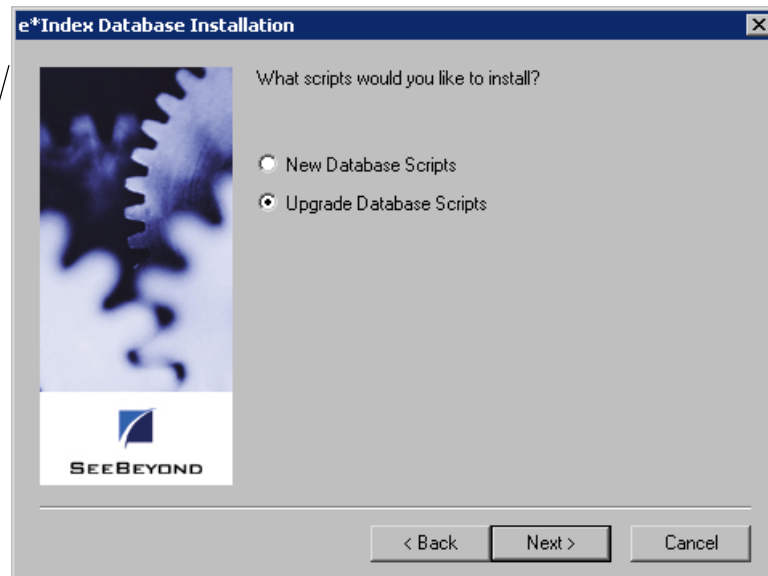 e*Index Database Installation
What scripts would you like to install?
New Database Scripts
Upgrade Database Scripts
SEEBEYOND
< Back Next > Cancel